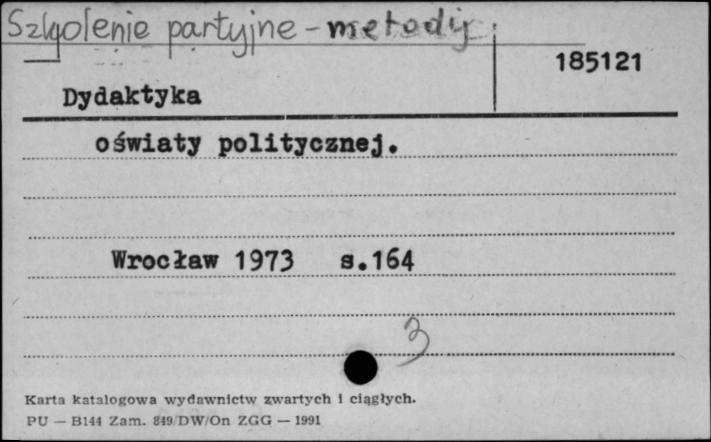 Szkolenie partyjne - metody
185121
Dydaktyka
oświaty politycznej.
Wrocław 1973 s.164
3
Karta katalogowa wydawnictw zwartych i ciągłych.
PU — B144 Zam. 849/DW/On ZGG — 1991